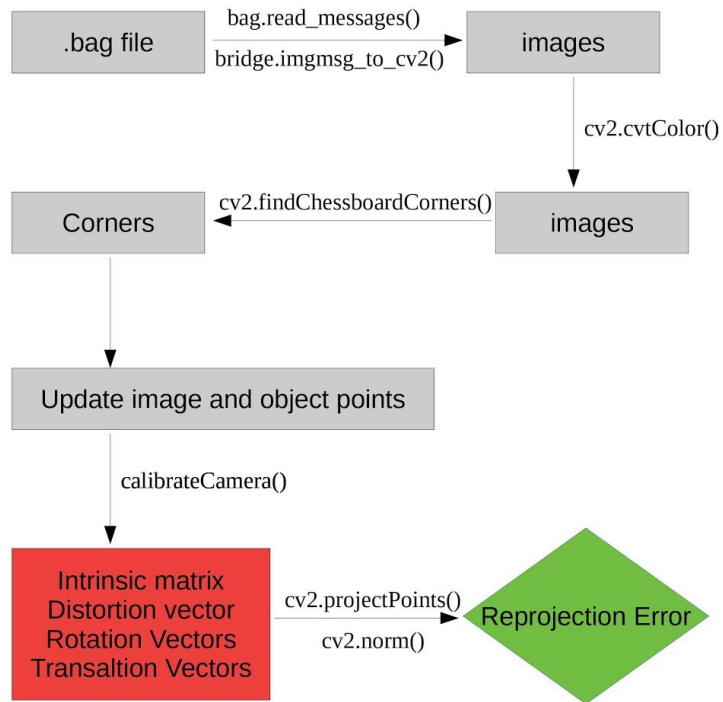 .bag file
bag.read_messages()
bridge.imgmsg_to_cv2()
images
cv2.cvtColor()
images
cv2.findChessboardCorners()
Corners
Update image and object points
calibrateCamera()
Intrinsic matrix
Distortion vector
Rotation Vectors
Transaltion Vectors
cv2.projectPoints()
cv2.norm()
Reprojection Error